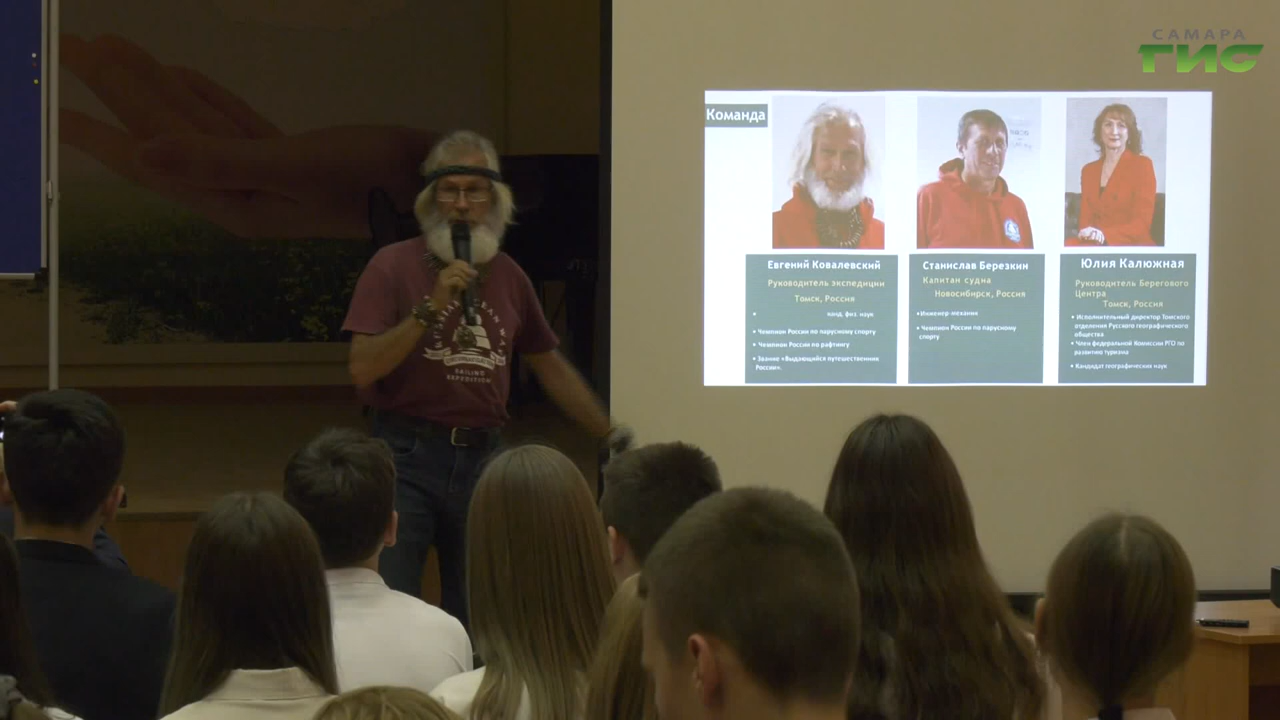 САМАРА
ГИС
Команда
Евгений Ковалевский
Руководитель экспедиции
Томск, Россия
• канд. физ. наук
• Чемпион России по парусному спорту
• Чемпион России по рафтингу
• Звание «Выдающийся путешественник
России».
Станислав Березкин
Капитан судна
Новосибирск, Россия
•Инженер-механик
• Чемпион России по парусному
спорту
Юлия Калюжная
Руководитель Берегового
Центра
Томск, Россия
• Исполнительный директор Томского
отделения Русского географического
общества
• Член федеральной Комиссии РГО по
развитию туризма
• Кандидат географических наук
SAILING
EXPEDITION